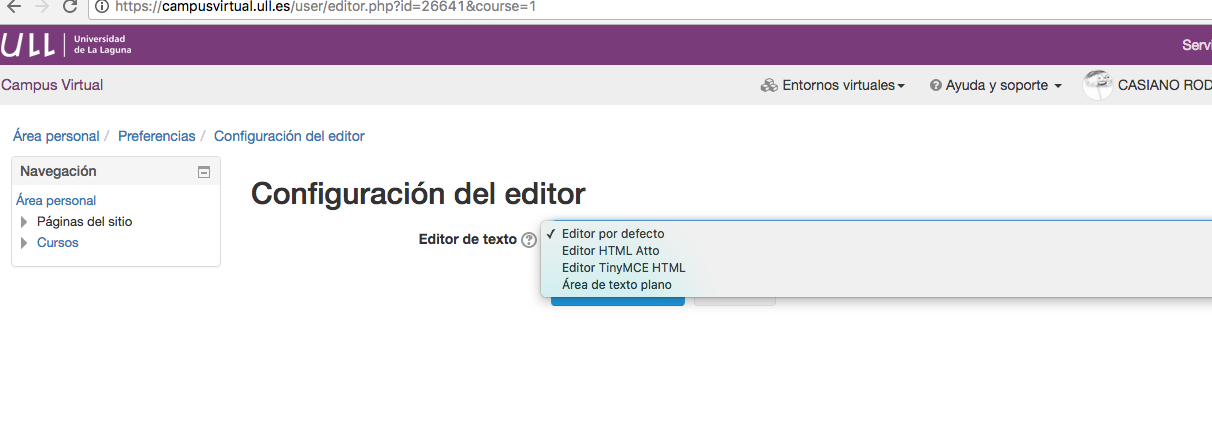 https://campusvirtual.ull.es/user/editor.php?id=26641&course=1
ULL Universidad
de La Laguna
Servi
Campus Virtual
Entornos virtuales
Ayuda y soporte
CASIANO ROD
Área personal / Preferencias / Configuración del editor
Navegación
Área personal
Páginas del sitio
Cursos
Configuración del editor
Editor de texto
✓ Editor por defecto
Editor HTML Atto
Editor TinyMCE HTML
Área de texto plano